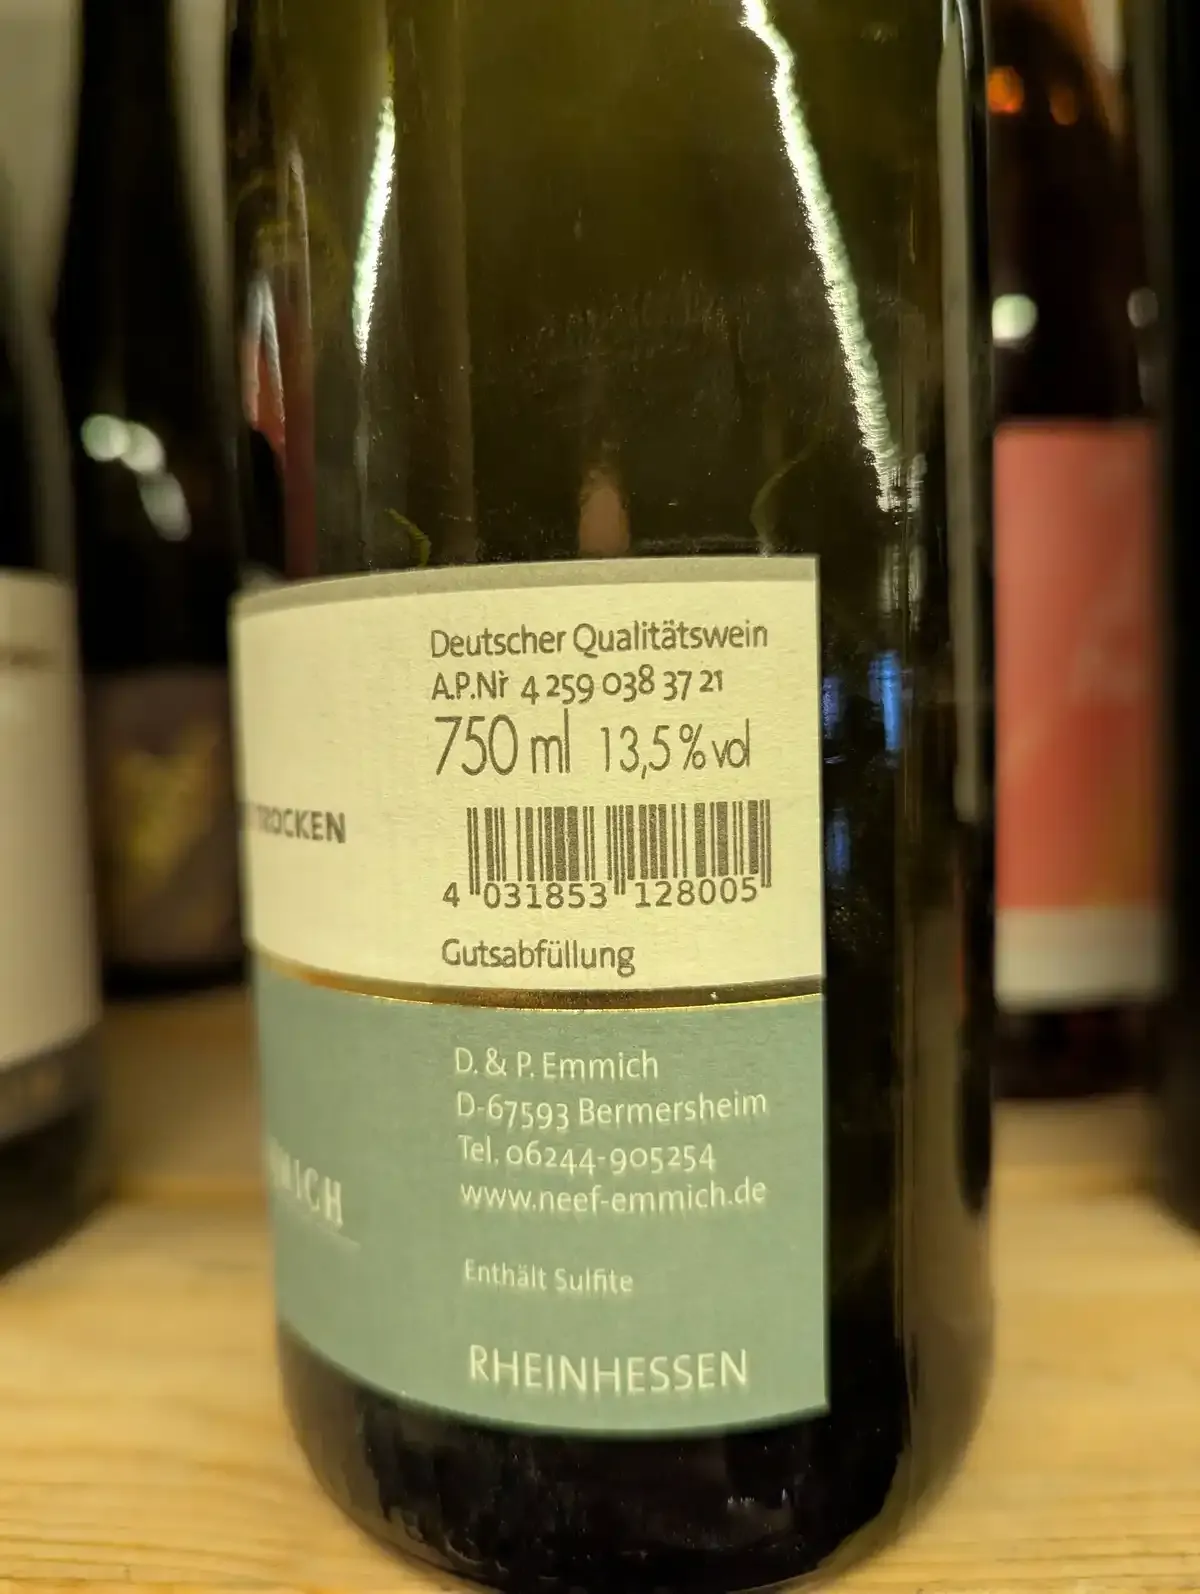 Deutscher Qualitätswein
A.P.Nr 4 259 038 37 21
750 ml 13,5 % vol
TROCKEN
4 031853 128005
Gutsabfüllung
D. & P. Emmich
D-67593 Bermersheim
Tel. 06244-905254
www.neef-emmich.de
Enthält Sulfite
RHEINHESSEN